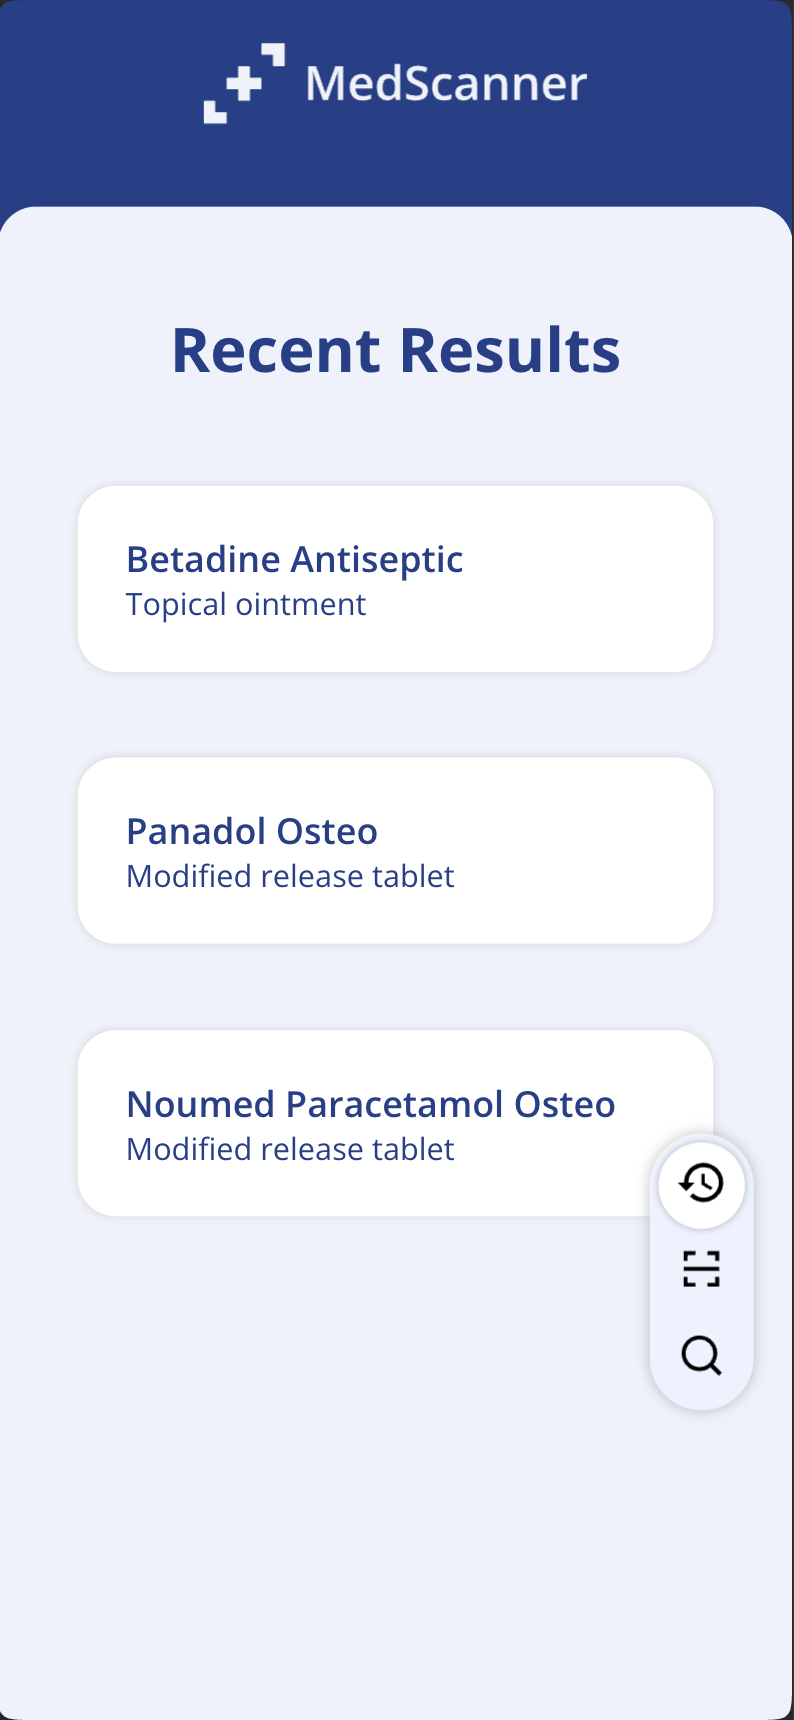 MedScanner
Recent Results
Betadine Antiseptic
Topical ointment
Panadol Osteo
Modified release tablet
Noumed Paracetamol Osteo
Modified release tablet